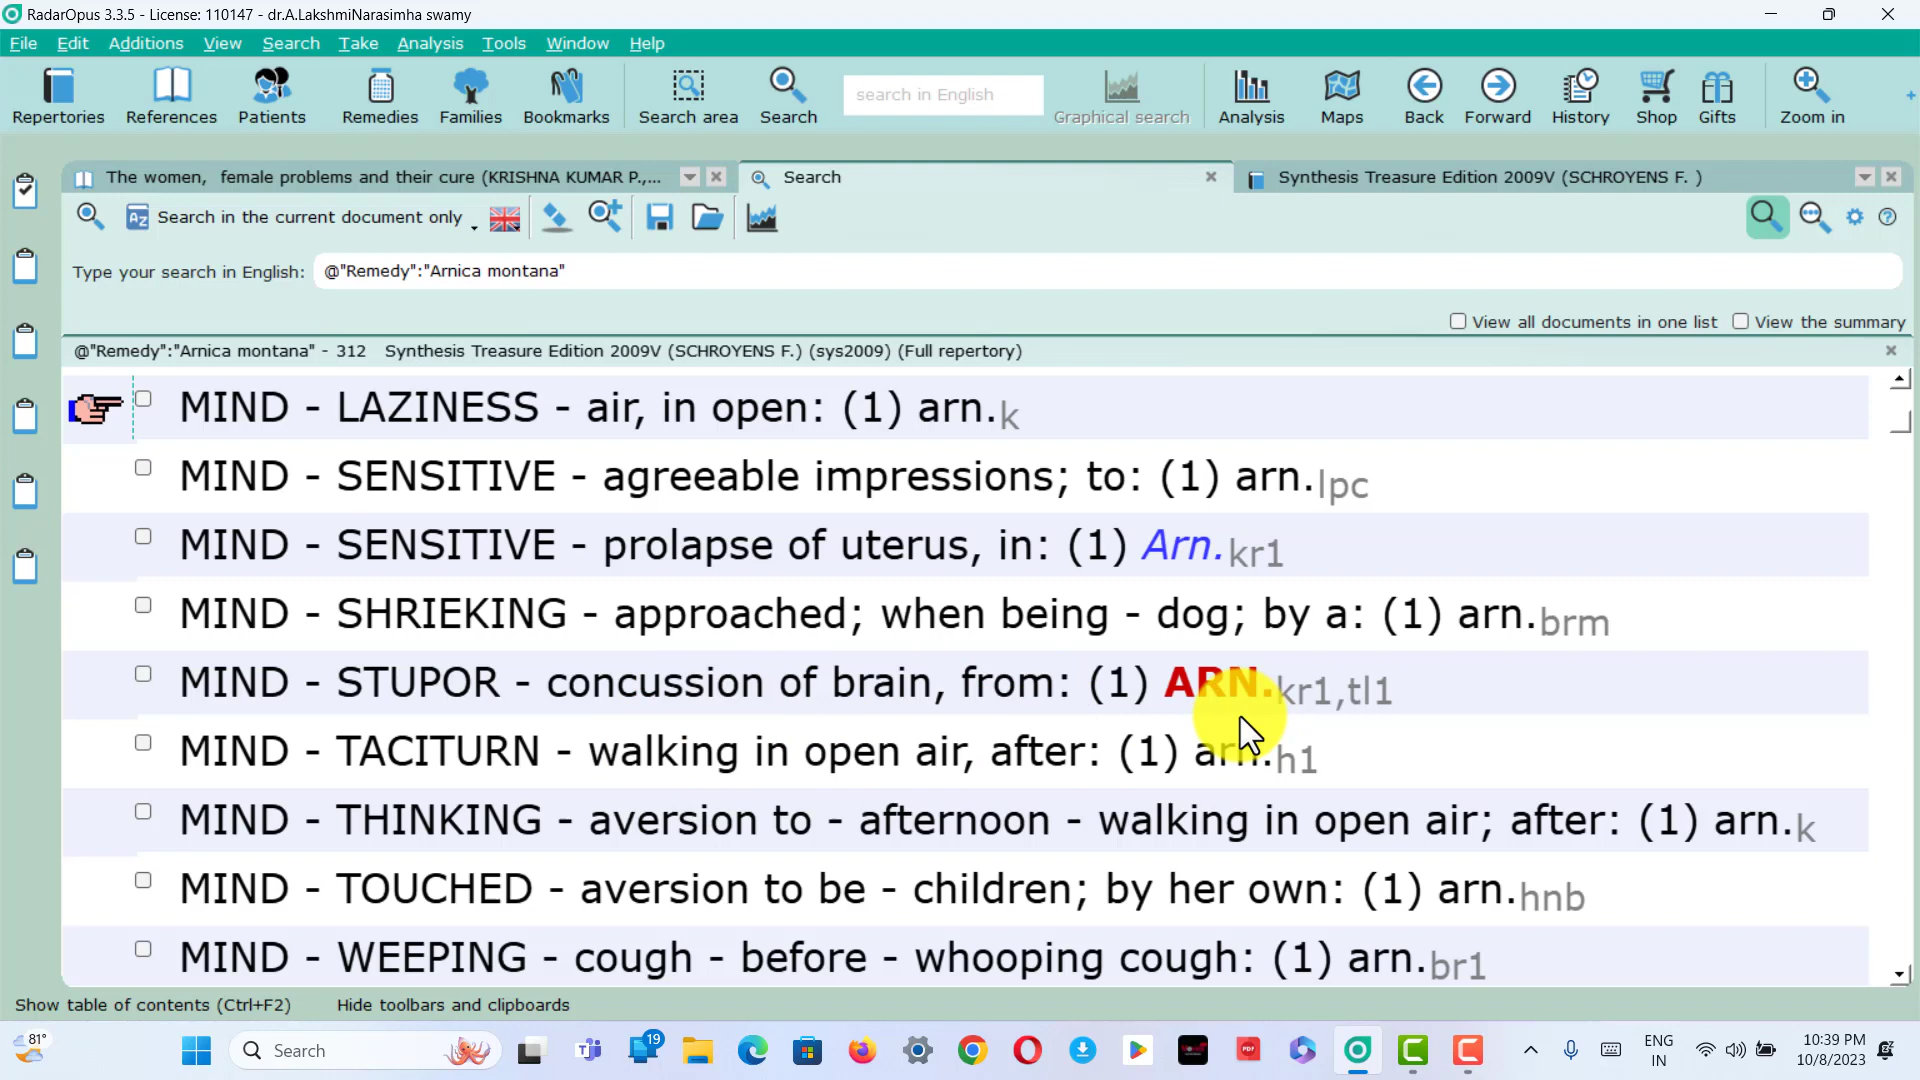 RadarOpus 3.3.5 - License: 110147 - dr.A.LakshmiNarasimha swamy
File Edit Additions View Search Take Analysis Tools Window Help
Repertories References Patients Remedies Families Bookmarks Search area Search search in English Graphical search Analysis Maps Back Forward History Shop Gifts Zoom in
The women, female problems and their cure (KRISHNA KUMAR P.,... Search Synthesis Treasure Edition 2009V (SCHROYENS F. )
AZ Search in the current document only
Type your search in English: @"Remedy":"Arnica montana"
View all documents in one list View the summary
@"Remedy":"Arnica montana" - 312 Synthesis Treasure Edition 2009V (SCHROYENS F.) (sys2009) (Full repertory)
MIND - LAZINESS - air, in open: (1) arn.k
MIND - SENSITIVE - agreeable impressions; to: (1) arn.lpc
MIND - SENSITIVE - prolapse of uterus, in: (1) Arn.kr1
MIND - SHRIEKING - approached; when being - dog; by a: (1) arn.brm
MIND - STUPOR - concussion of brain, from: (1) ARN.kr1,tl1
MIND - TACITURN - walking in open air, after: (1) arn.h1
MIND - THINKING - aversion to - afternoon - walking in open air; after: (1) arn.k
MIND - TOUCHED - aversion to be - children; by her own: (1) arn.hnb
MIND - WEEPING - cough - before - whooping cough: (1) arn.br1
Show table of contents (Ctrl+F2) Hide toolbars and clipboards
81°
Search
19
PDF
ENG
IN
10:39 PM
10/8/2023